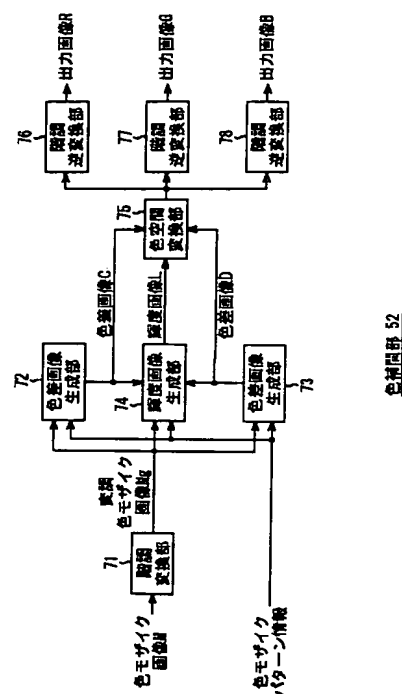 色モザイク
画像M
色モザイク
パターン情報
71
階調
変換部
変調
色モザイク
画像Mg
72
色差画像
生成部
74
輝度画像
生成部
73
色差画像
生成部
色差画像C
輝度画像L
色差画像D
75
色空間
変換部
76
階調
逆変換部
77
階調
逆変換部
78
階調
逆変換部
出力画像R
出力画像G
出力画像B
色補間部 52